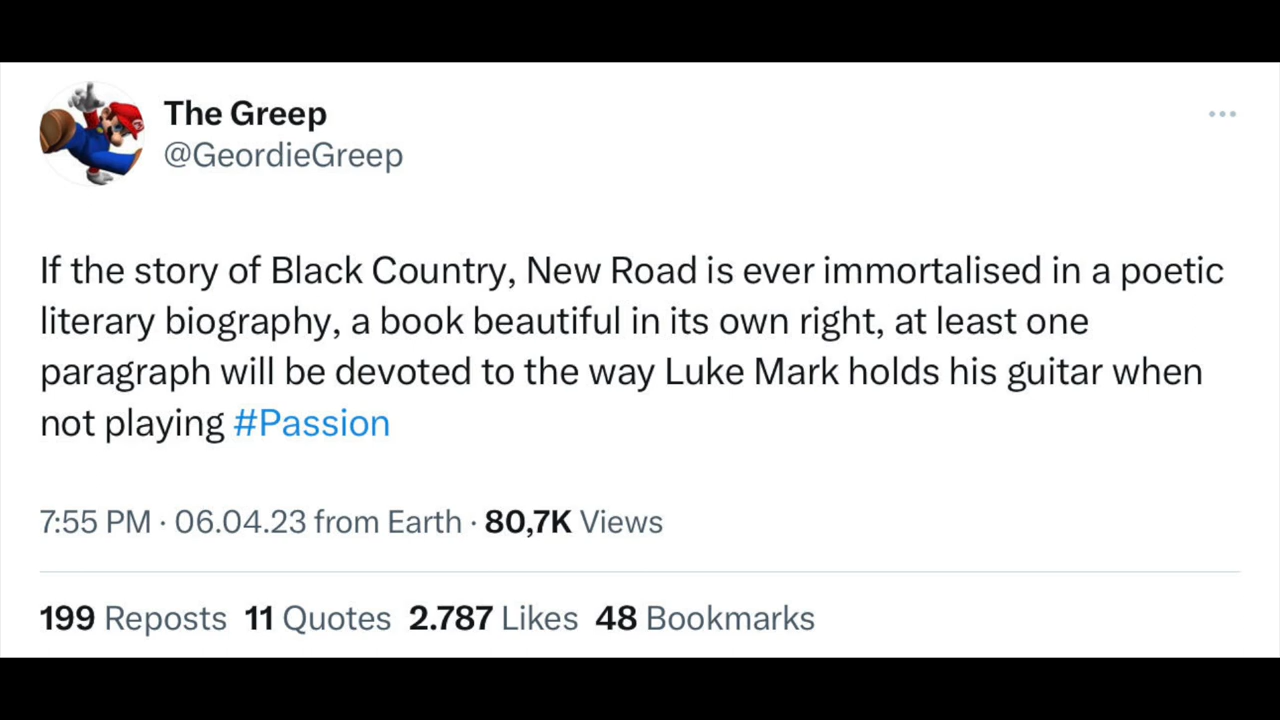 The Greep
@GeordieGreep
If the story of Black Country, New Road is ever immortalised in a poetic
literary biography, a book beautiful in its own right, at least one
paragraph will be devoted to the way Luke Mark holds his guitar when
not playing #Passion
7:55 PM · 06.04.23 from Earth · 80,7K Views
199 Reposts 11 Quotes 2.787 Likes 48 Bookmarks